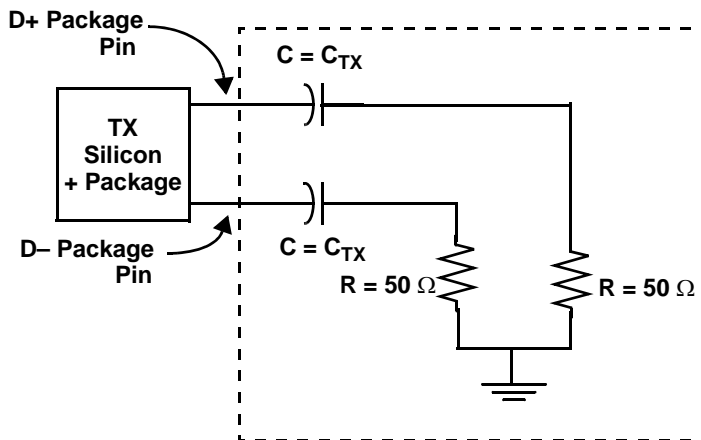 D+ Package
Pin
C = CTX
TX
Silicon
+ Package
D– Package
Pin
C = CTX
R = 50 Ω
R = 50 Ω